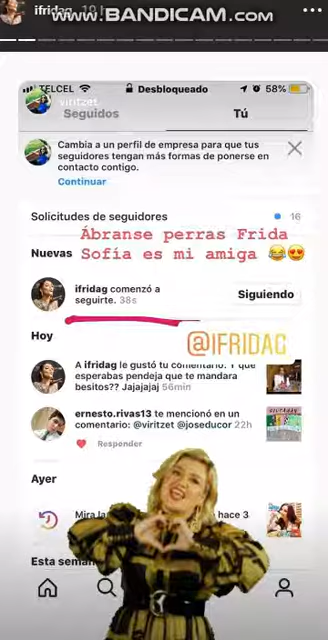 ifridag 10 h
www.BANDICAM.com
TELCEL Desbloqueado 58%
viritzet
Seguidos Tú
Cambia a un perfil de empresa para que tus
seguidores tengan más formas de ponerse en
contacto contigo.
Continuar
Solicitudes de seguidores 16
Ábranse perras Frida
Nuevas
Sofía es mi amiga 😂😍
ifridag comenzó a
seguirte. 38s
Siguiendo
@IFRIDAG
Hoy
A ifridag le gustó tu comentario: Y que
esperabas pendeja que te mandara
besitos?? Jajajajaj 56min
ernesto.rivas13 te mencionó en un
comentario: @viritzet @joseducor 22h
Responder
Ayer
Mira la
hace 3
Esta seman